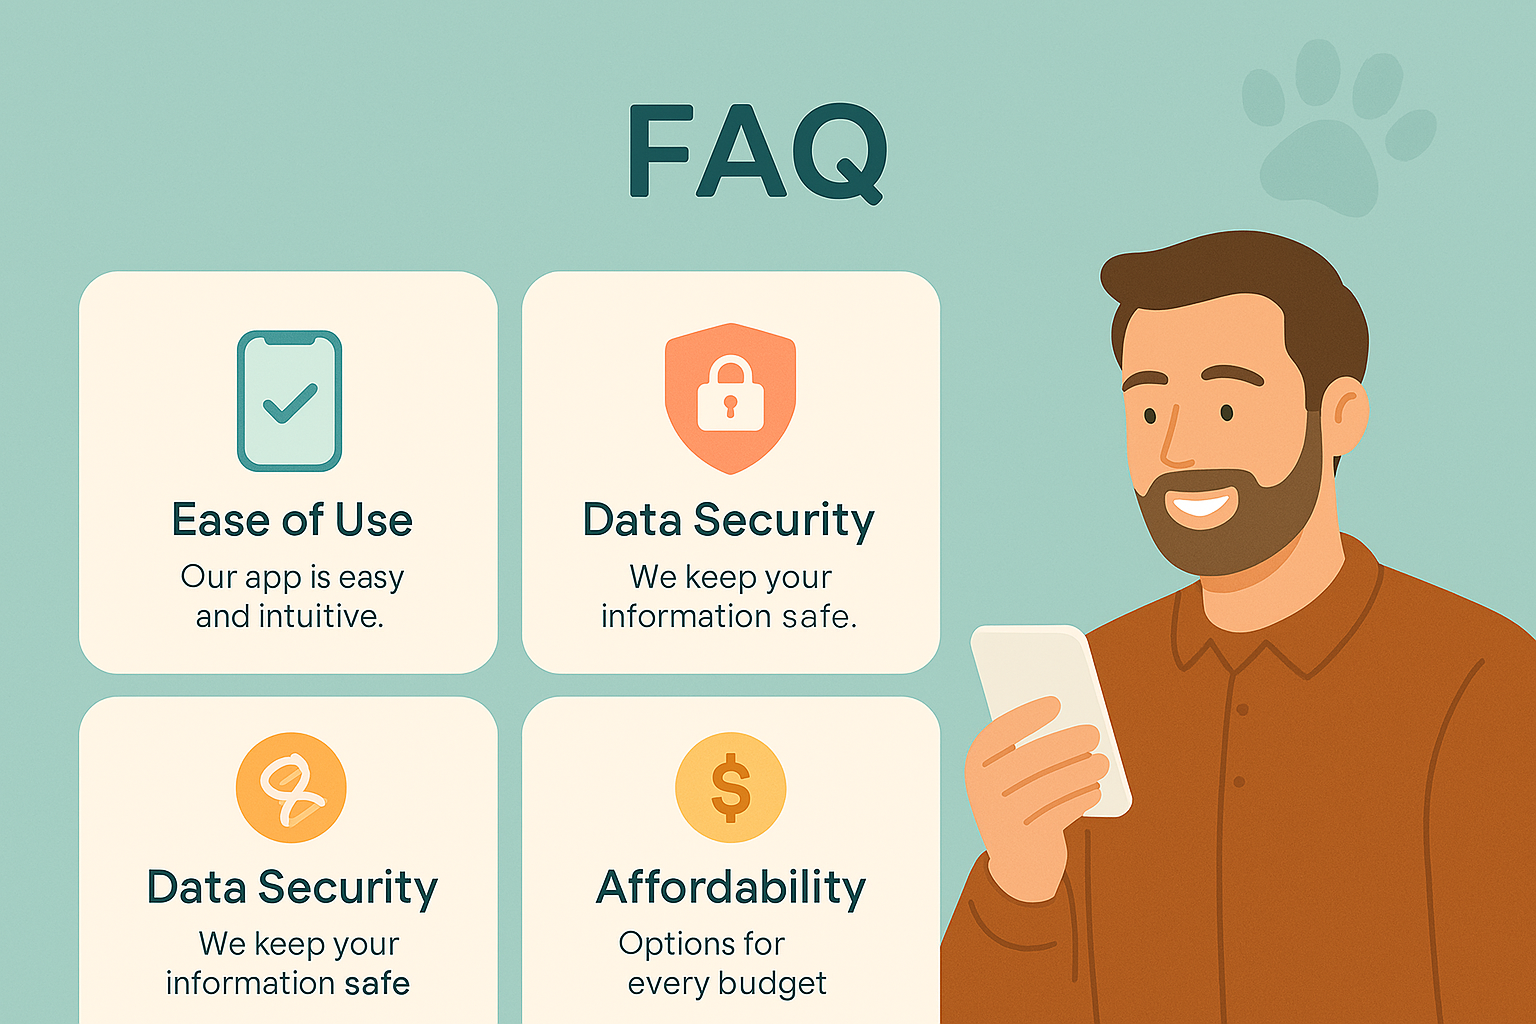 FAQ
Ease of Use
Our app is easy
and intuitive.
Data Security
We keep your
information safe.
Data Security
We keep your
information safe
Affordability
Options for
every budget